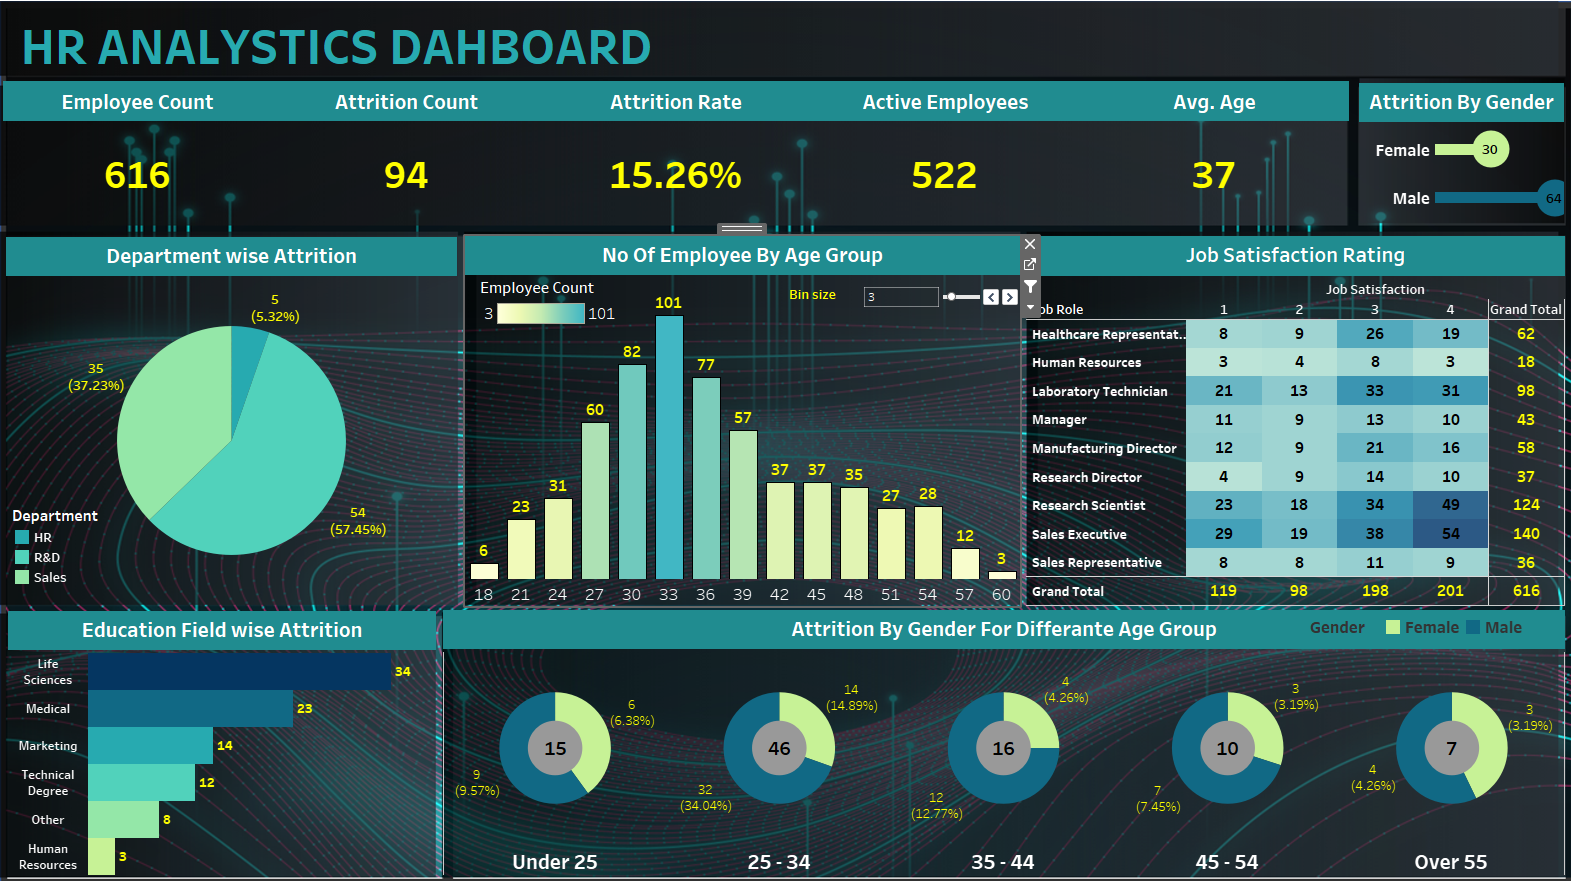 HR ANALYSTICS DAHBOARD
Employee Count
Attrition Count
Attrition Rate
Active Employees
Avg. Age
616
94
15.26%
522
37
Attrition By Gender
Female 30
Male 64
Department wise Attrition
5
(5.32%)
35
(37.23%)
54
(57.45%)
Department
HR
R&D
Sales
No Of Employee By Age Group
Employee Count
3 101
Bin size 3
6 23 31 60 82 101 77 57 37 37 35 27 28 12 3
18 21 24 27 30 33 36 39 42 45 48 51 54 57 60
Job Satisfaction Rating
Job Satisfaction
ob Role 1 2 3 4 Grand Total
Healthcare Representat.. 8 9 26 19 62
Human Resources 3 4 8 3 18
Laboratory Technician 21 13 33 31 98
Manager 11 9 13 10 43
Manufacturing Director 12 9 21 16 58
Research Director 4 9 14 10 37
Research Scientist 23 18 34 49 124
Sales Executive 29 19 38 54 140
Sales Representative 8 8 11 9 36
Grand Total 119 98 198 201 616
Education Field wise Attrition
Life
Sciences 34
Medical 23
Marketing 14
Technical
Degree 12
Other 8
Human
Resources 3
Attrition By Gender For Differante Age Group
Gender Female Male
6
(6.38%)
15
9
(9.57%)
Under 25
14
(14.89%)
46
32
(34.04%)
25 - 34
4
(4.26%)
16
12
(12.77%)
35 - 44
3
(3.19%)
10
7
(7.45%)
45 - 54
3
(3.19%)
7
4
(4.26%)
Over 55